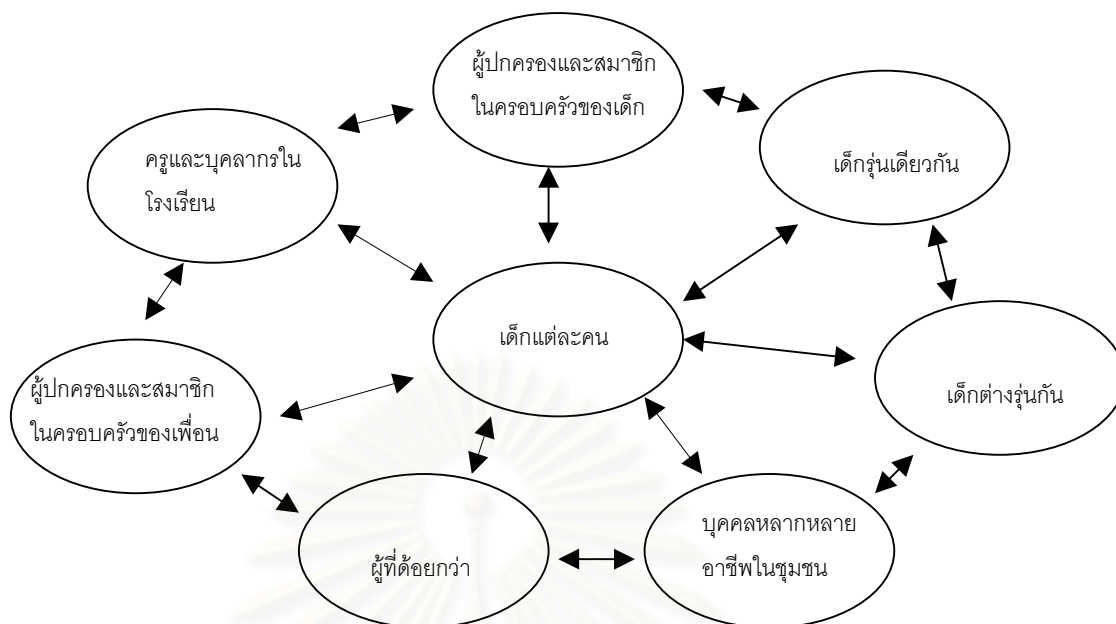 ผู้ปกครองและสมาชิก
ในครอบครัวของเด็ก
ครูและบุคลากรใน
โรงเรียน
เด็กรุ่นเดียวกัน
เด็กแต่ละคน
ผู้ปกครองและสมาชิก
ในครอบครัวของเพื่อน
เด็กต่างรุ่นกัน
ผู้ที่ด้อยกว่า
บุคคลหลากหลาย
อาชีพในชุมชน